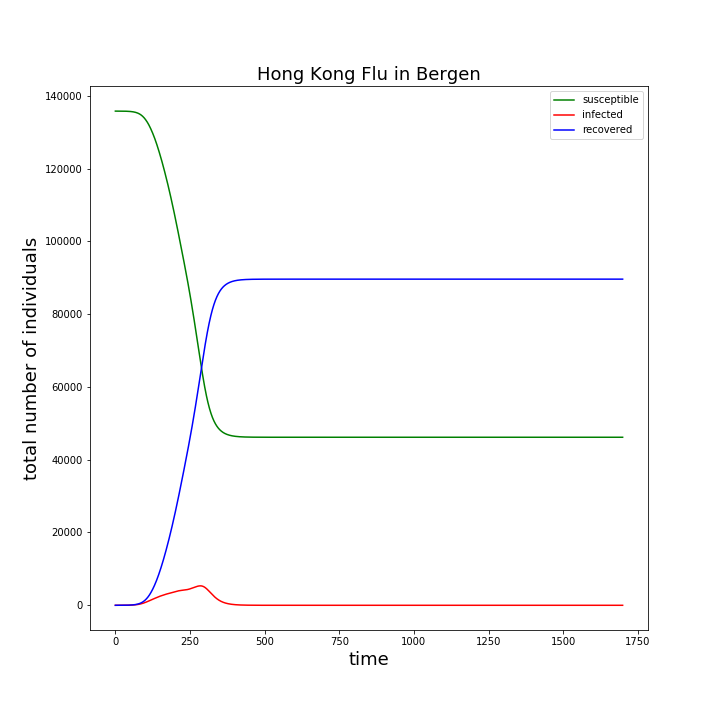 Hong Kong Flu in Bergen
susceptible
infected
recovered
total number of individuals
140000
120000
100000
80000
60000
40000
20000
0
0 250 500 750 1000 1250 1500 1750
time